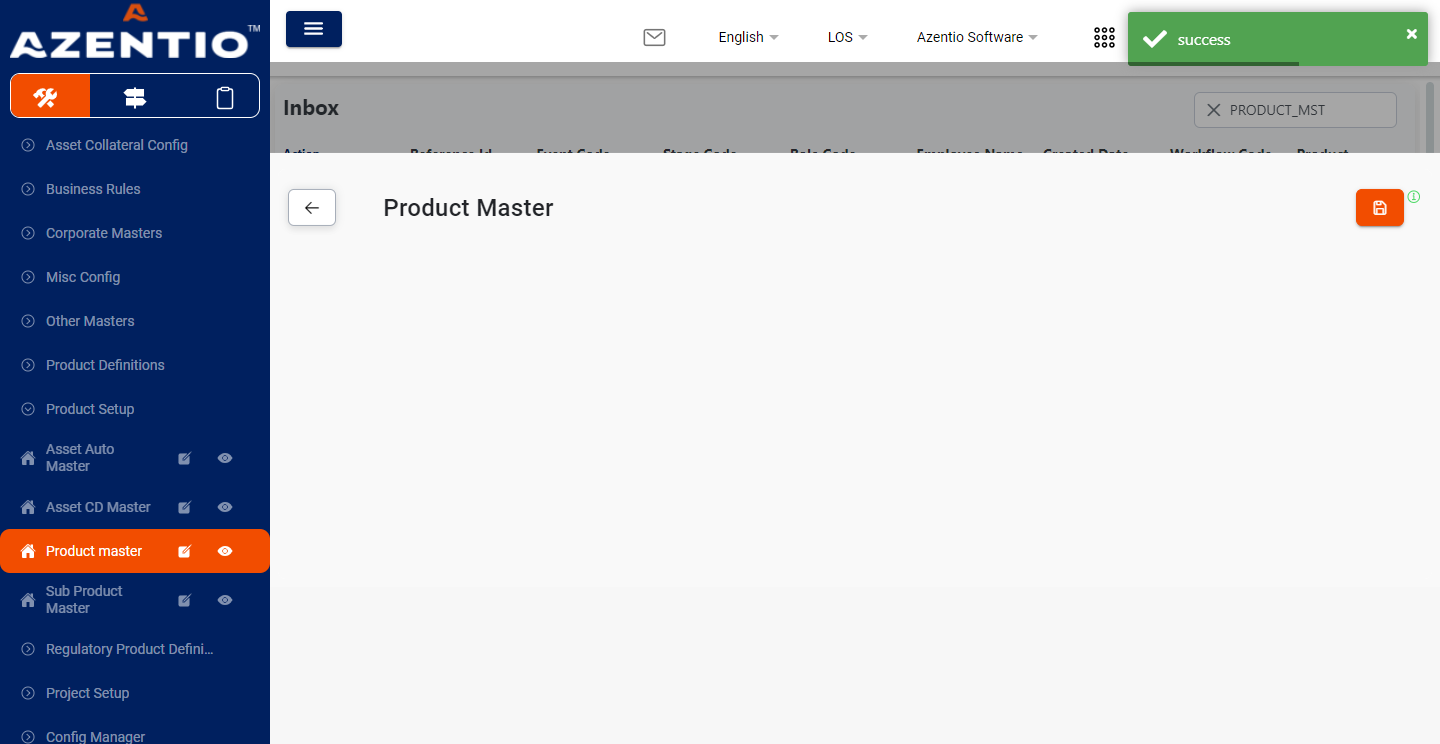 AZENTIO™
English
LOS
Azentio Software
success
Inbox
PRODUCT_MST
Action Reference Id Event Code Stage Code Role Code Employee Name Created Date Workflow Code Product
Product Master
Asset Collateral Config
Business Rules
Corporate Masters
Misc Config
Other Masters
Product Definitions
Product Setup
Asset Auto
Master
Asset CD Master
Product master
Sub Product
Master
Regulatory Product Defini...
Project Setup
Config Manager